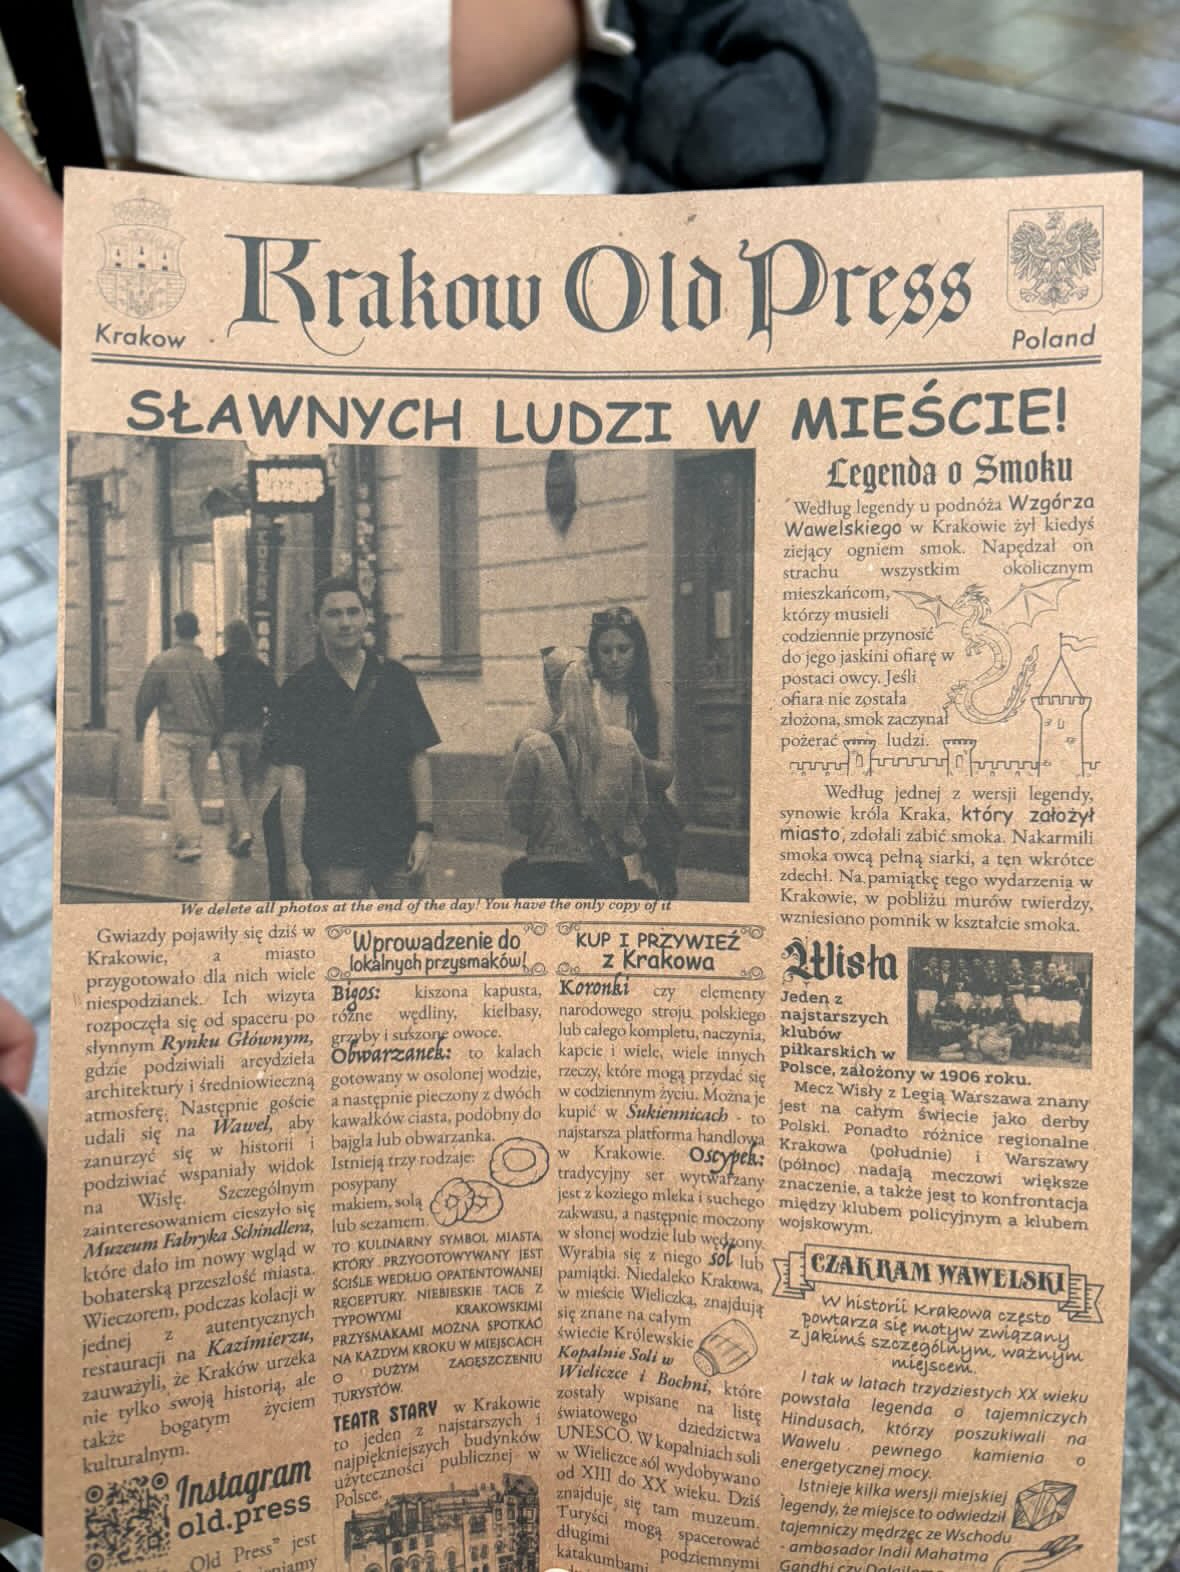 Krakow Old Press
Krakow
Poland
SŁAWNYCH LUDZI W MIEŚCIE!
We delete all photos at the end of the day! You have the only copy of it
Gwiazdy pojawiły się dziś w
Krakowie, a miasto
przygotowało dla nich wiele
niespodzianek. Ich wizyta
rozpoczęła się od spaceru po
słynnym Rynku Głównym,
gdzie podziwiali arcydzieła
architektury i średniowieczną
atmosferę. Następnie goście
udali się na Wawel, aby
zanurzyć się w historii i
podziwiać wspaniały widok
na Wisłę. Szczególnym
zainteresowaniem cieszyło się
Muzeum Fabryka Schindlera,
które dało im nowy wgląd w
bohaterską przeszłość miasta.
Wieczorem, podczas kolacji w
jednej z autentycznych
restauracji na Kazimierzu,
zauważyli, że Kraków urzeka
nie tylko swoją historią, ale
także bogatym życiem
kulturalnym.
Instagram
old.press
Old Press" jest
Wprowadzenie do
lokalnych przysmaków!
Bigos: kiszona kapusta,
różne wędliny, kiełbasy,
grzyby i suszone owoce.
Obwarzanek: to kalach
gotowany w osolonej wodzie,
a następnie pieczony z dwóch
kawałków ciasta, podobny do
bajgla lub obwarzanka.
Istnieją trzy rodzaje:
posypany
makiem, solą
lub sezamem.
TO KULINARNY SYMBOL MIASTA,
KTÓRY PRZYGOTOWYWANY JEST
ŚCIŚLE WEDŁUG OPATENTOWANEJ
RECEPTURY. NIEBIESKIE TACE Z
TYPOWYMI KRAKOWSKIMI
PRZYSMAKAMI MOŻNA SPOTKAĆ
NA KAŻDYM KROKU W MIEJSCACH
O DUŻYM ZAGĘSZCZENIU
TURYSTÓW.
TEATR STARY w Krakowie
to jeden z najstarszych i
najpiękniejszych budynków
użyteczności publicznej w
Polsce.
KUP I PRZYWIEŹ
z Krakowa
Koronki czy elementy
narodowego stroju polskiego
lub całego kompletu, naczynia,
kapcie i wiele, wiele innych
rzeczy, które mogą przydać się
w codziennym życiu. Można je
kupić w Sukiennicach - to
najstarsza platforma handlowa
w Krakowie. Oscypek:
tradycyjny ser wytwarzany
jest z koziego mleka i suchego
zakwasu, a następnie moczony
w słonej wodzie lub wędzony.
Wyrabia się z niego sól lub
pamiątki. Niedaleko Krakowa,
w mieście Wieliczka, znajdują
się znane na całym
świecie Królewskie
Kopalnie Soli w
Wieliczce i Bochni, które
zostały wpisane na listę
światowego dziedzictwa
UNESCO. W kopalniach soli
w Wieliczce sól wydobywano
od XIII do XX wieku. Dziś
znajduje się tam muzeum.
Turyści mogą spacerować
długimi podziemnymi
katakumbami
Legenda o Smoku
Według legendy u podnóża Wzgórza
Wawelskiego w Krakowie żył kiedyś
ziejący ogniem smok. Napędzał on
strachu wszystkim okolicznym
mieszkańcom,
którzy musieli
codziennie przynosić
do jego jaskini ofiarę w
postaci owcy. Jeśli
ofiara nie została
złożona, smok zaczynał
pożerać ludzi.
Według jednej z wersji legendy,
synowie króla Kraka, który założył
miasto, zdołali zabić smoka. Nakarmili
smoka owcą pełną siarki, a ten wkrótce
zdechł. Na pamiątkę tego wydarzenia w
Krakowie, w pobliżu murów twierdzy,
wzniesiono pomnik w kształcie smoka.
Wisła
Jeden z
najstarszych
klubów
piłkarskich w
Polsce, założony w 1906 roku.
Mecz Wisły z Legią Warszawa znany
jest na całym świecie jako derby
Polski. Ponadto różnice regionalne
Krakowa (południe) i Warszawy
(północ) nadają meczowi większe
znaczenie, a także jest to konfrontacja
między klubem policyjnym a klubem
wojskowym.
CZAKRAM WAWELSKI
W historii Krakowa często
powtarza się motyw związany
z jakimś szczególnym, ważnym
miejscem.
I tak w latach trzydziestych XX wieku
powstała legenda o tajemniczych
Hindusach, którzy poszukiwali na
Wawelu pewnego kamienia o
energetycznej mocy.
Istnieje kilka wersji miejskiej
legendy, że miejsce to odwiedził
tajemniczy mędrzec ze Wschodu
- ambasador Indii Mahatma
Gandhi czy